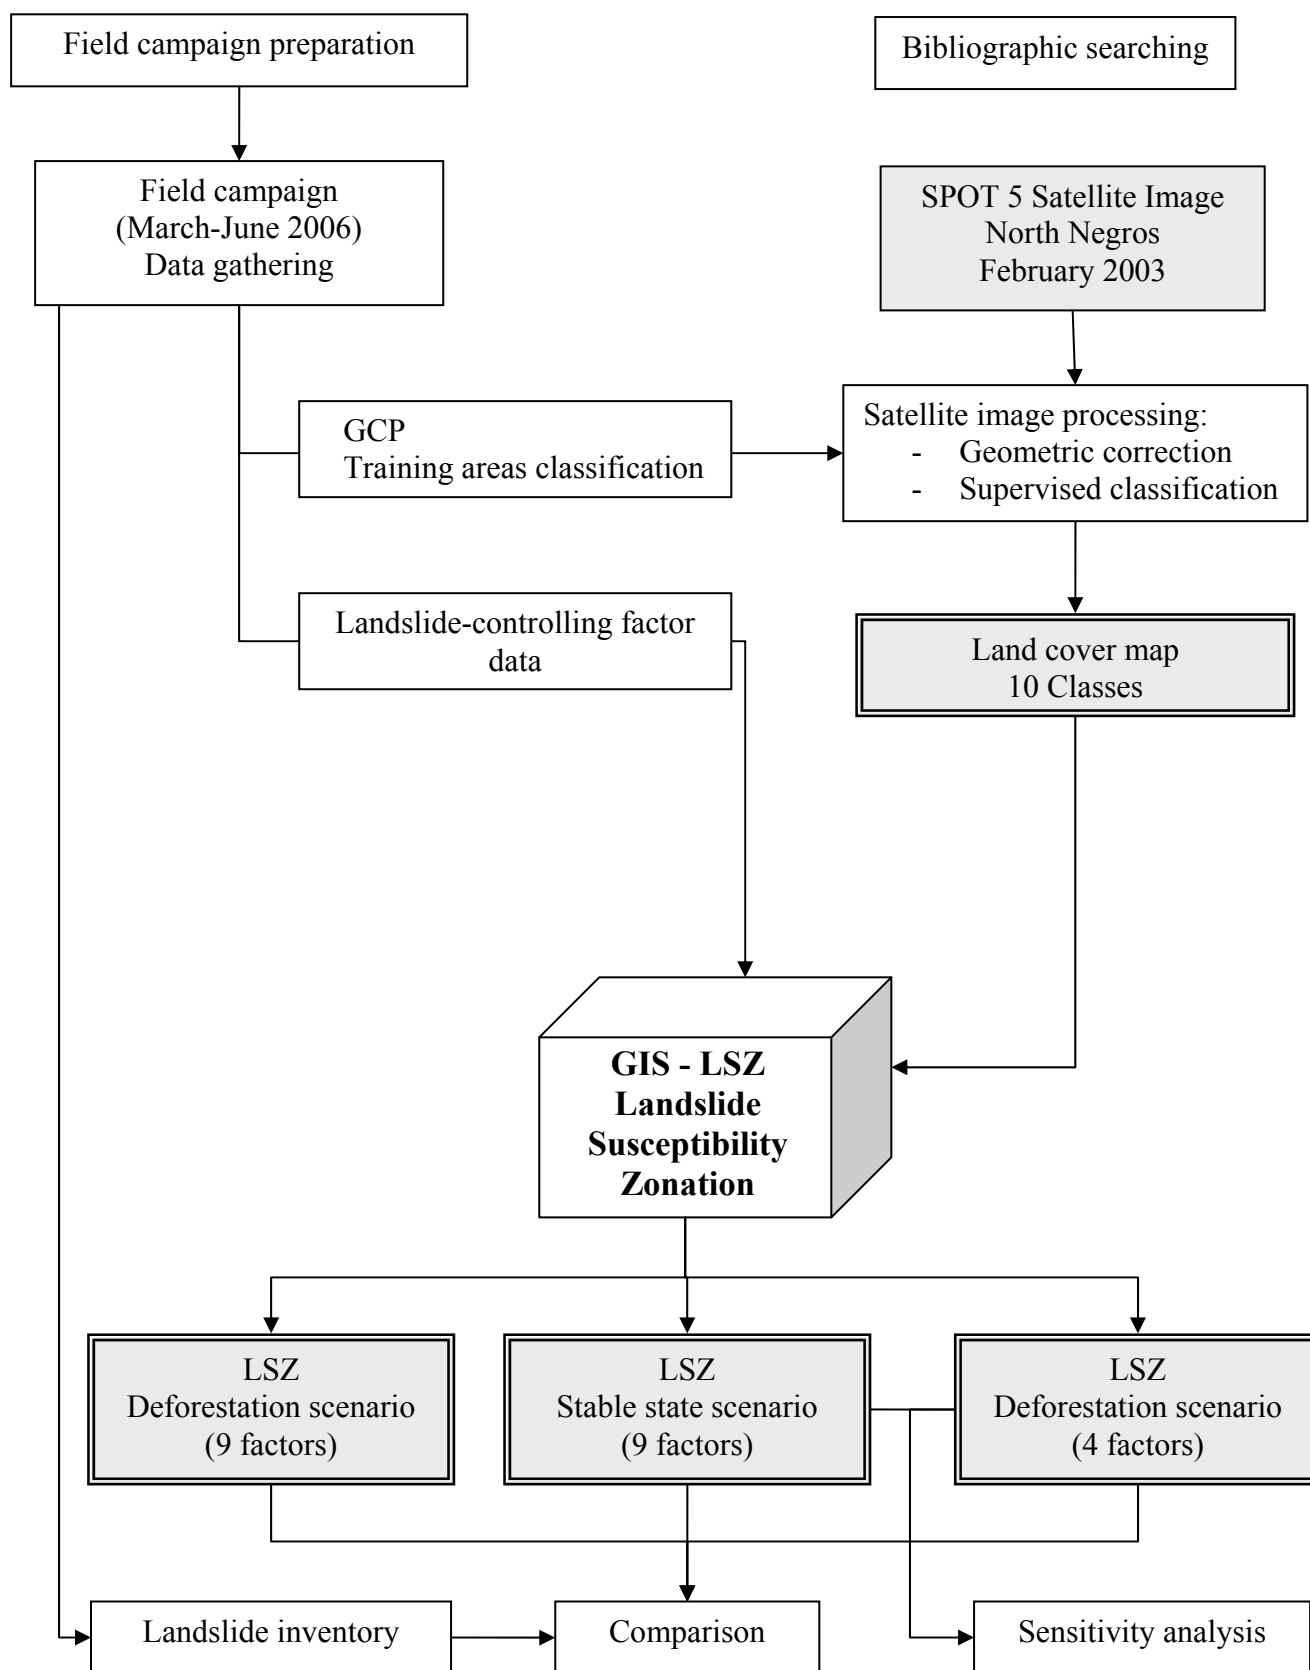 Field campaign preparation
Bibliographic searching
Field campaign
(March-June 2006)
Data gathering
SPOT 5 Satellite Image
North Negros
February 2003
GCP
Training areas classification
Satellite image processing:
- Geometric correction
- Supervised classification
Landslide-controlling factor
data
Land cover map
10 Classes
GIS - LSZ
Landslide
Susceptibility
Zonation
LSZ
Deforestation scenario
(9 factors)
LSZ
Stable state scenario
(9 factors)
LSZ
Deforestation scenario
(4 factors)
Landslide inventory
Comparison
Sensitivity analysis